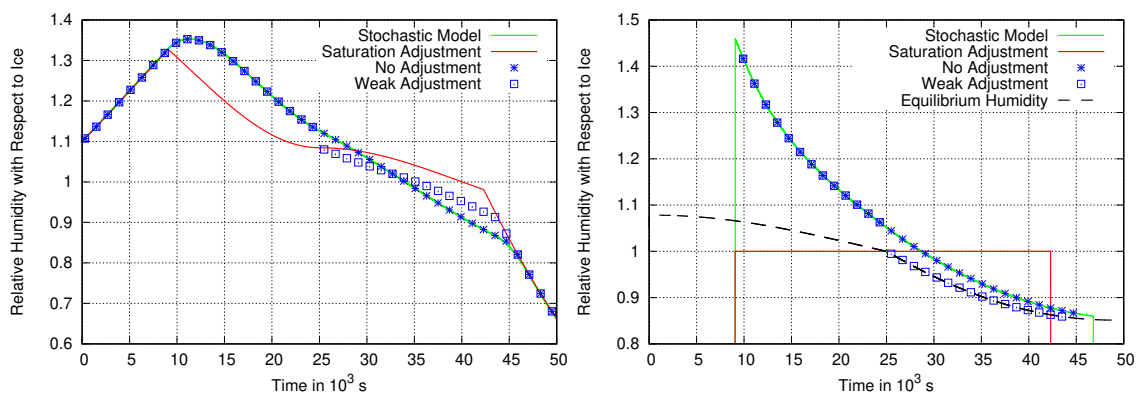 Relative Humidity with Respect to Ice
1.4
1.3
1.2
1.1
1
0.9
0.8
0.7
0.6
Stochastic Model
Saturation Adjustment
No Adjustment
Weak Adjustment
0 5 10 15 20 25 30 35 40 45 50
Time in 10³ s
Relative Humidity with Respect to Ice
1.5
1.4
1.3
1.2
1.1
1
0.9
0.8
Stochastic Model
Saturation Adjustment
No Adjustment
Weak Adjustment
Equilibrium Humidity
0 5 10 15 20 25 30 35 40 45 50
Time in 10³ s